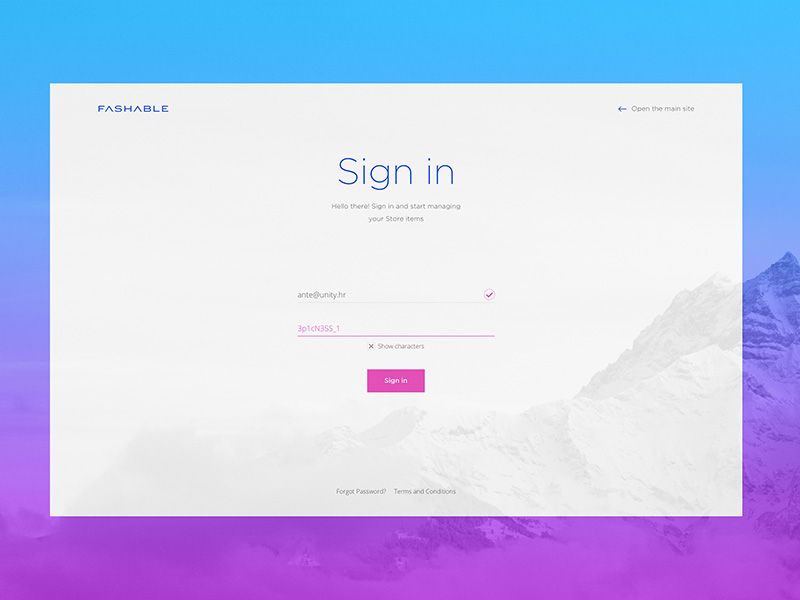 FASHABLE
← Open the main site
Sign in
Hello there! Sign in and start managing
your Store items
ante@unity.hr
3p1cN3SS_1
Show characters
Sign in
Forgot Password? Terms and Conditions